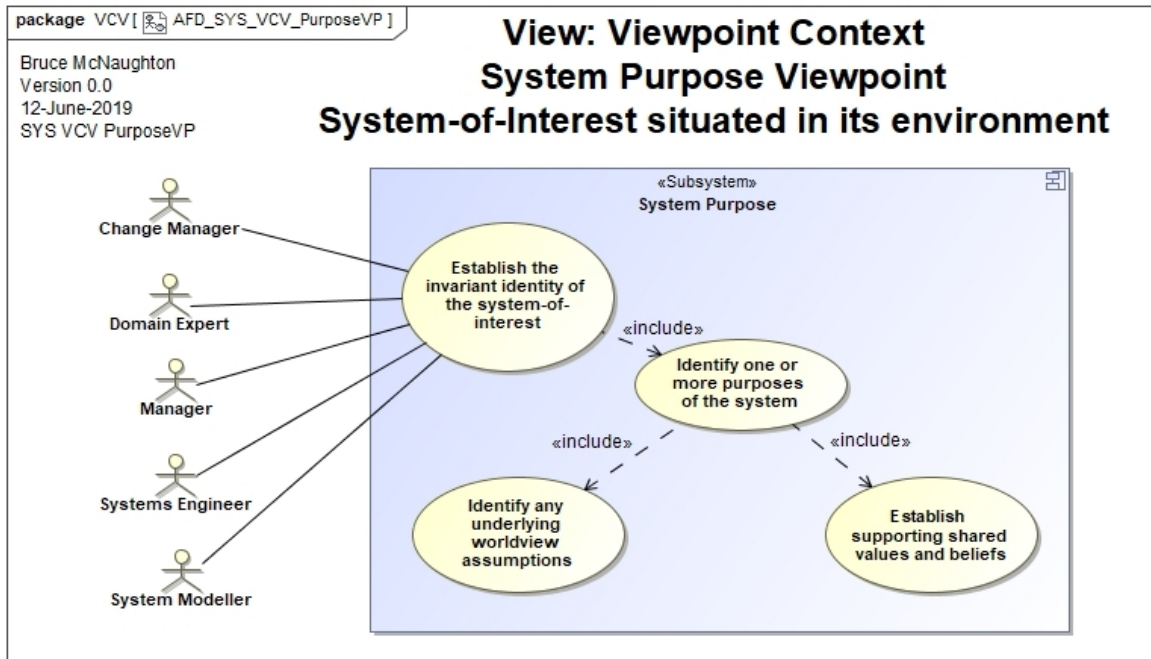 package VCV [ AFD_SYS_VCV_PurposeVP ]
View: Viewpoint Context
System Purpose Viewpoint
System-of-Interest situated in its environment
Bruce McNaughton
Version 0.0
12-June-2019
SYS VCV PurposeVP
«Subsystem»
System Purpose
Change Manager
Domain Expert
Manager
Systems Engineer
System Modeller
Establish the
invariant identity of
the system-of-
interest
«include»
Identify one or
more purposes
of the system
«include»
«include»
Identify any
underlying
worldview
assumptions
Establish
supporting shared
values and beliefs